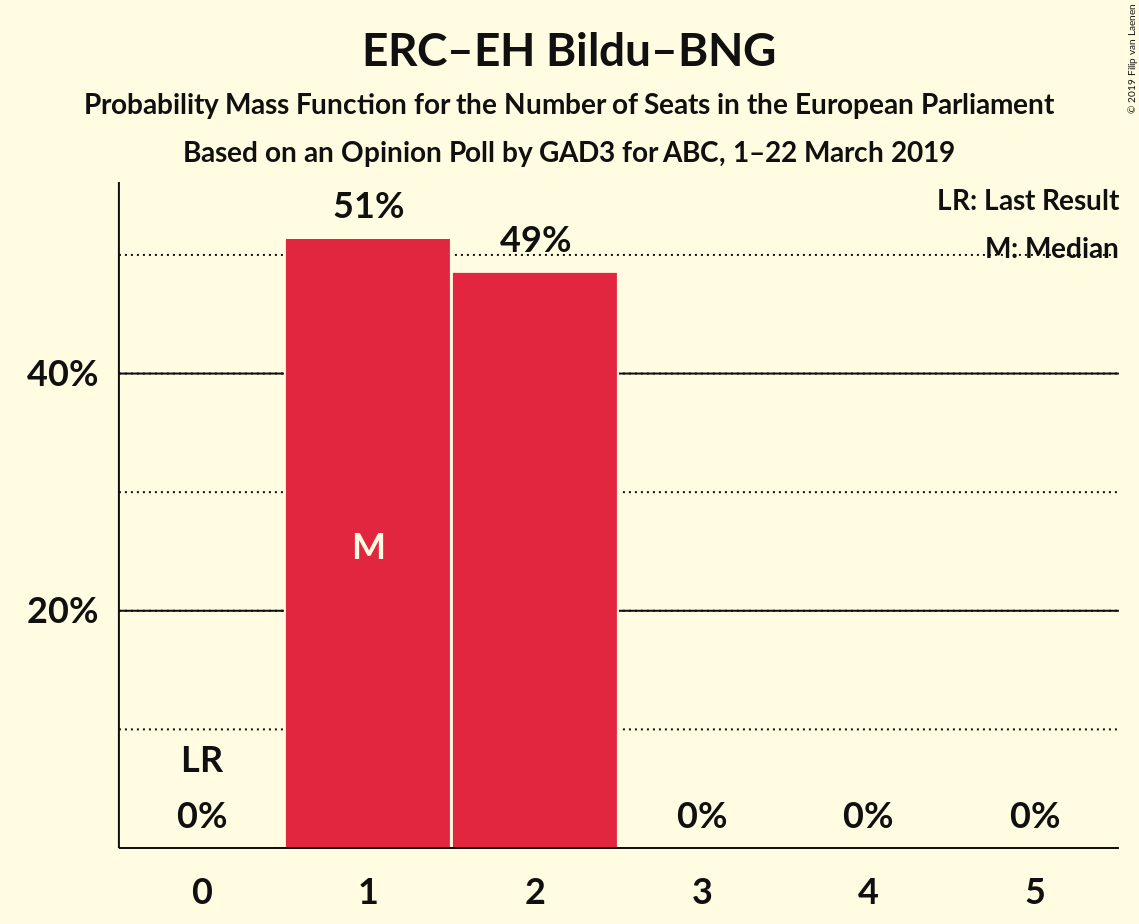 ERC–EH Bildu–BNG
Probability Mass Function for the Number of Seats in the European Parliament
Based on an Opinion Poll by GAD3 for ABC, 1–22 March 2019
© 2019 Filip van Laenen
LR: Last Result
M: Median
51%
49%
40%
M
20%
LR
0%
0%
0%
0%
0
1
2
3
4
5